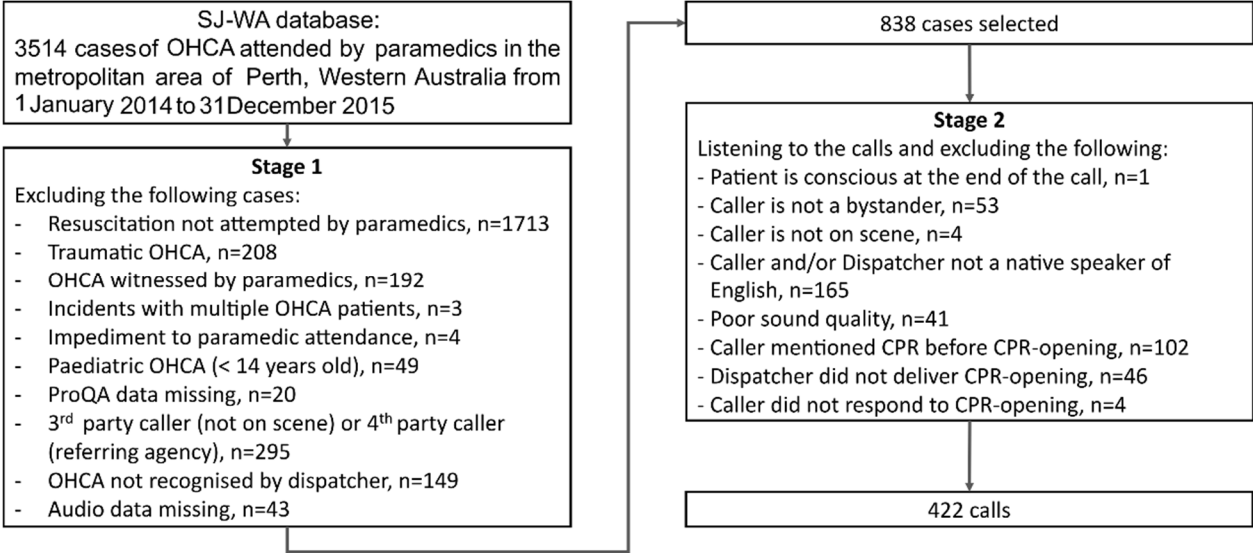 SJ-WA database:
3514 cases of OHCA attended by paramedics in the
metropolitan area of Perth, Western Australia from
1 January 2014 to 31 December 2015
Stage 1
Excluding the following cases:
- Resuscitation not attempted by paramedics, n=1713
- Traumatic OHCA, n=208
- OHCA witnessed by paramedics, n=192
- Incidents with multiple OHCA patients, n=3
- Impediment to paramedic attendance, n=4
- Paediatric OHCA (< 14 years old), n=49
- ProQA data missing, n=20
- 3rd party caller (not on scene) or 4th party caller
(referring agency), n=295
- OHCA not recognised by dispatcher, n=149
- Audio data missing, n=43
838 cases selected
Stage 2
Listening to the calls and excluding the following:
- Patient is conscious at the end of the call, n=1
- Caller is not a bystander, n=53
- Caller is not on scene, n=4
- Caller and/or Dispatcher not a native speaker of
English, n=165
- Poor sound quality, n=41
- Caller mentioned CPR before CPR-opening, n=102
- Dispatcher did not deliver CPR-opening, n=46
- Caller did not respond to CPR-opening, n=4
422 calls